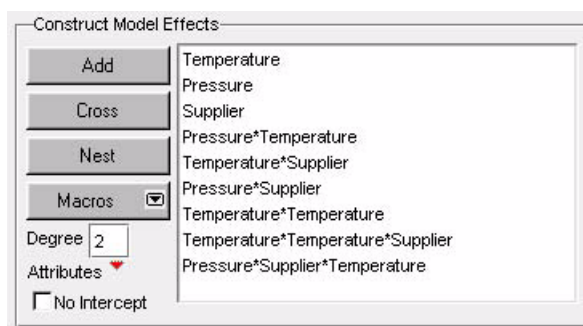 Construct Model Effects
Add
Cross
Nest
Macros
Degree 2
Attributes
No Intercept
Temperature
Pressure
Supplier
Pressure*Temperature
Temperature*Supplier
Pressure*Supplier
Temperature*Temperature
Temperature*Temperature*Supplier
Pressure*Supplier*Temperature